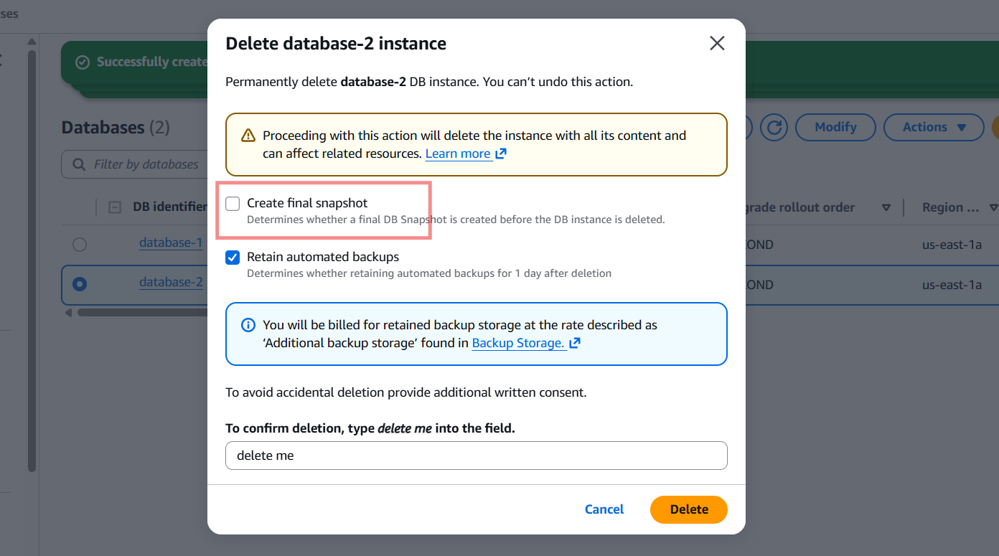 ses
Delete database-2 instance
Successfully create
Permanently delete database-2 DB instance. You can't undo this action.
Databases (2)
Modify
Actions
Proceeding with this action will delete the instance with all its content and
can affect related resources. Learn more
Filter by databases
Create final snapshot
Determines whether a final DB Snapshot is created before the DB instance is deleted.
DB identifier
grade rollout order
Region ...
database-1
OND
us-east-1a
Retain automated backups
Determines whether retaining automated backups for 1 day after deletion
database-2
OND
us-east-1a
You will be billed for retained backup storage at the rate described as
‘Additional backup storage’ found in Backup Storage.
To avoid accidental deletion provide additional written consent.
To confirm deletion, type delete me into the field.
delete me
Cancel
Delete